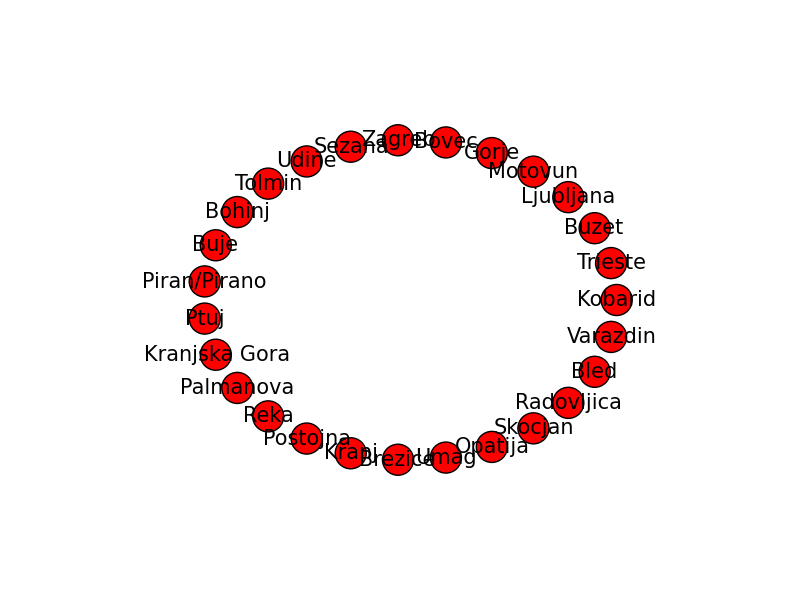 Zagreb
Bovec
Sezana
Gorje
Udine
Motovun
Tolmin
Ljubljana
Bohinj
Buzet
Buje
Trieste
Piran/Pirano
Kobarid
Ptuj
Varazdin
Kranjska Gora
Bled
Palmanova
Radovljica
Reka
Skocjan
Postojna
Opatija
Kranj
Umag
Brezice